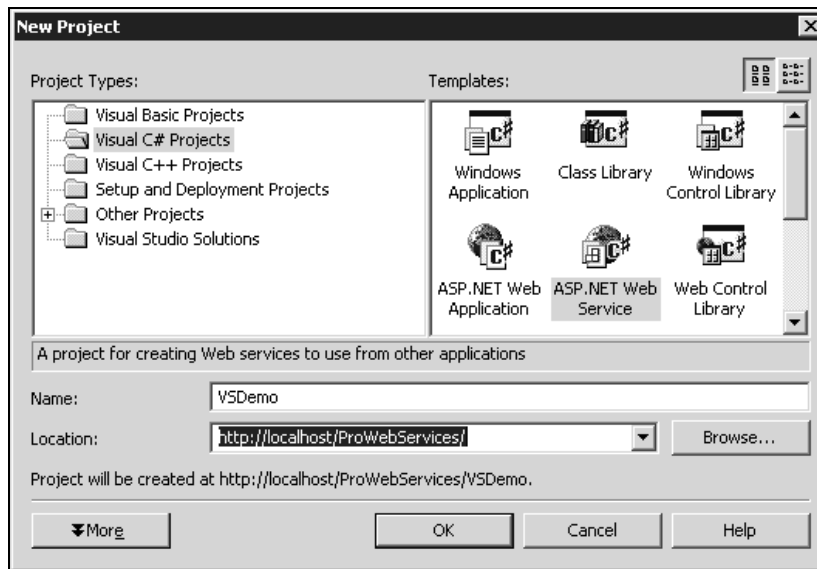 New Project
Project Types:
Templates:
Visual Basic Projects
Visual C# Projects
Visual C++ Projects
Setup and Deployment Projects
Other Projects
Visual Studio Solutions
C#
Windows
Application
C#
Class Library
C#
Windows
Control Library
C#
ASP.NET Web
Application
C#
ASP.NET Web
Service
C#
Web Control
Library
A project for creating Web services to use from other applications
Name:
VSDemo
Location:
http://localhost/ProWebServices/
Browse...
Project will be created at http://localhost/ProWebServices/VSDemo.
More
OK
Cancel
Help